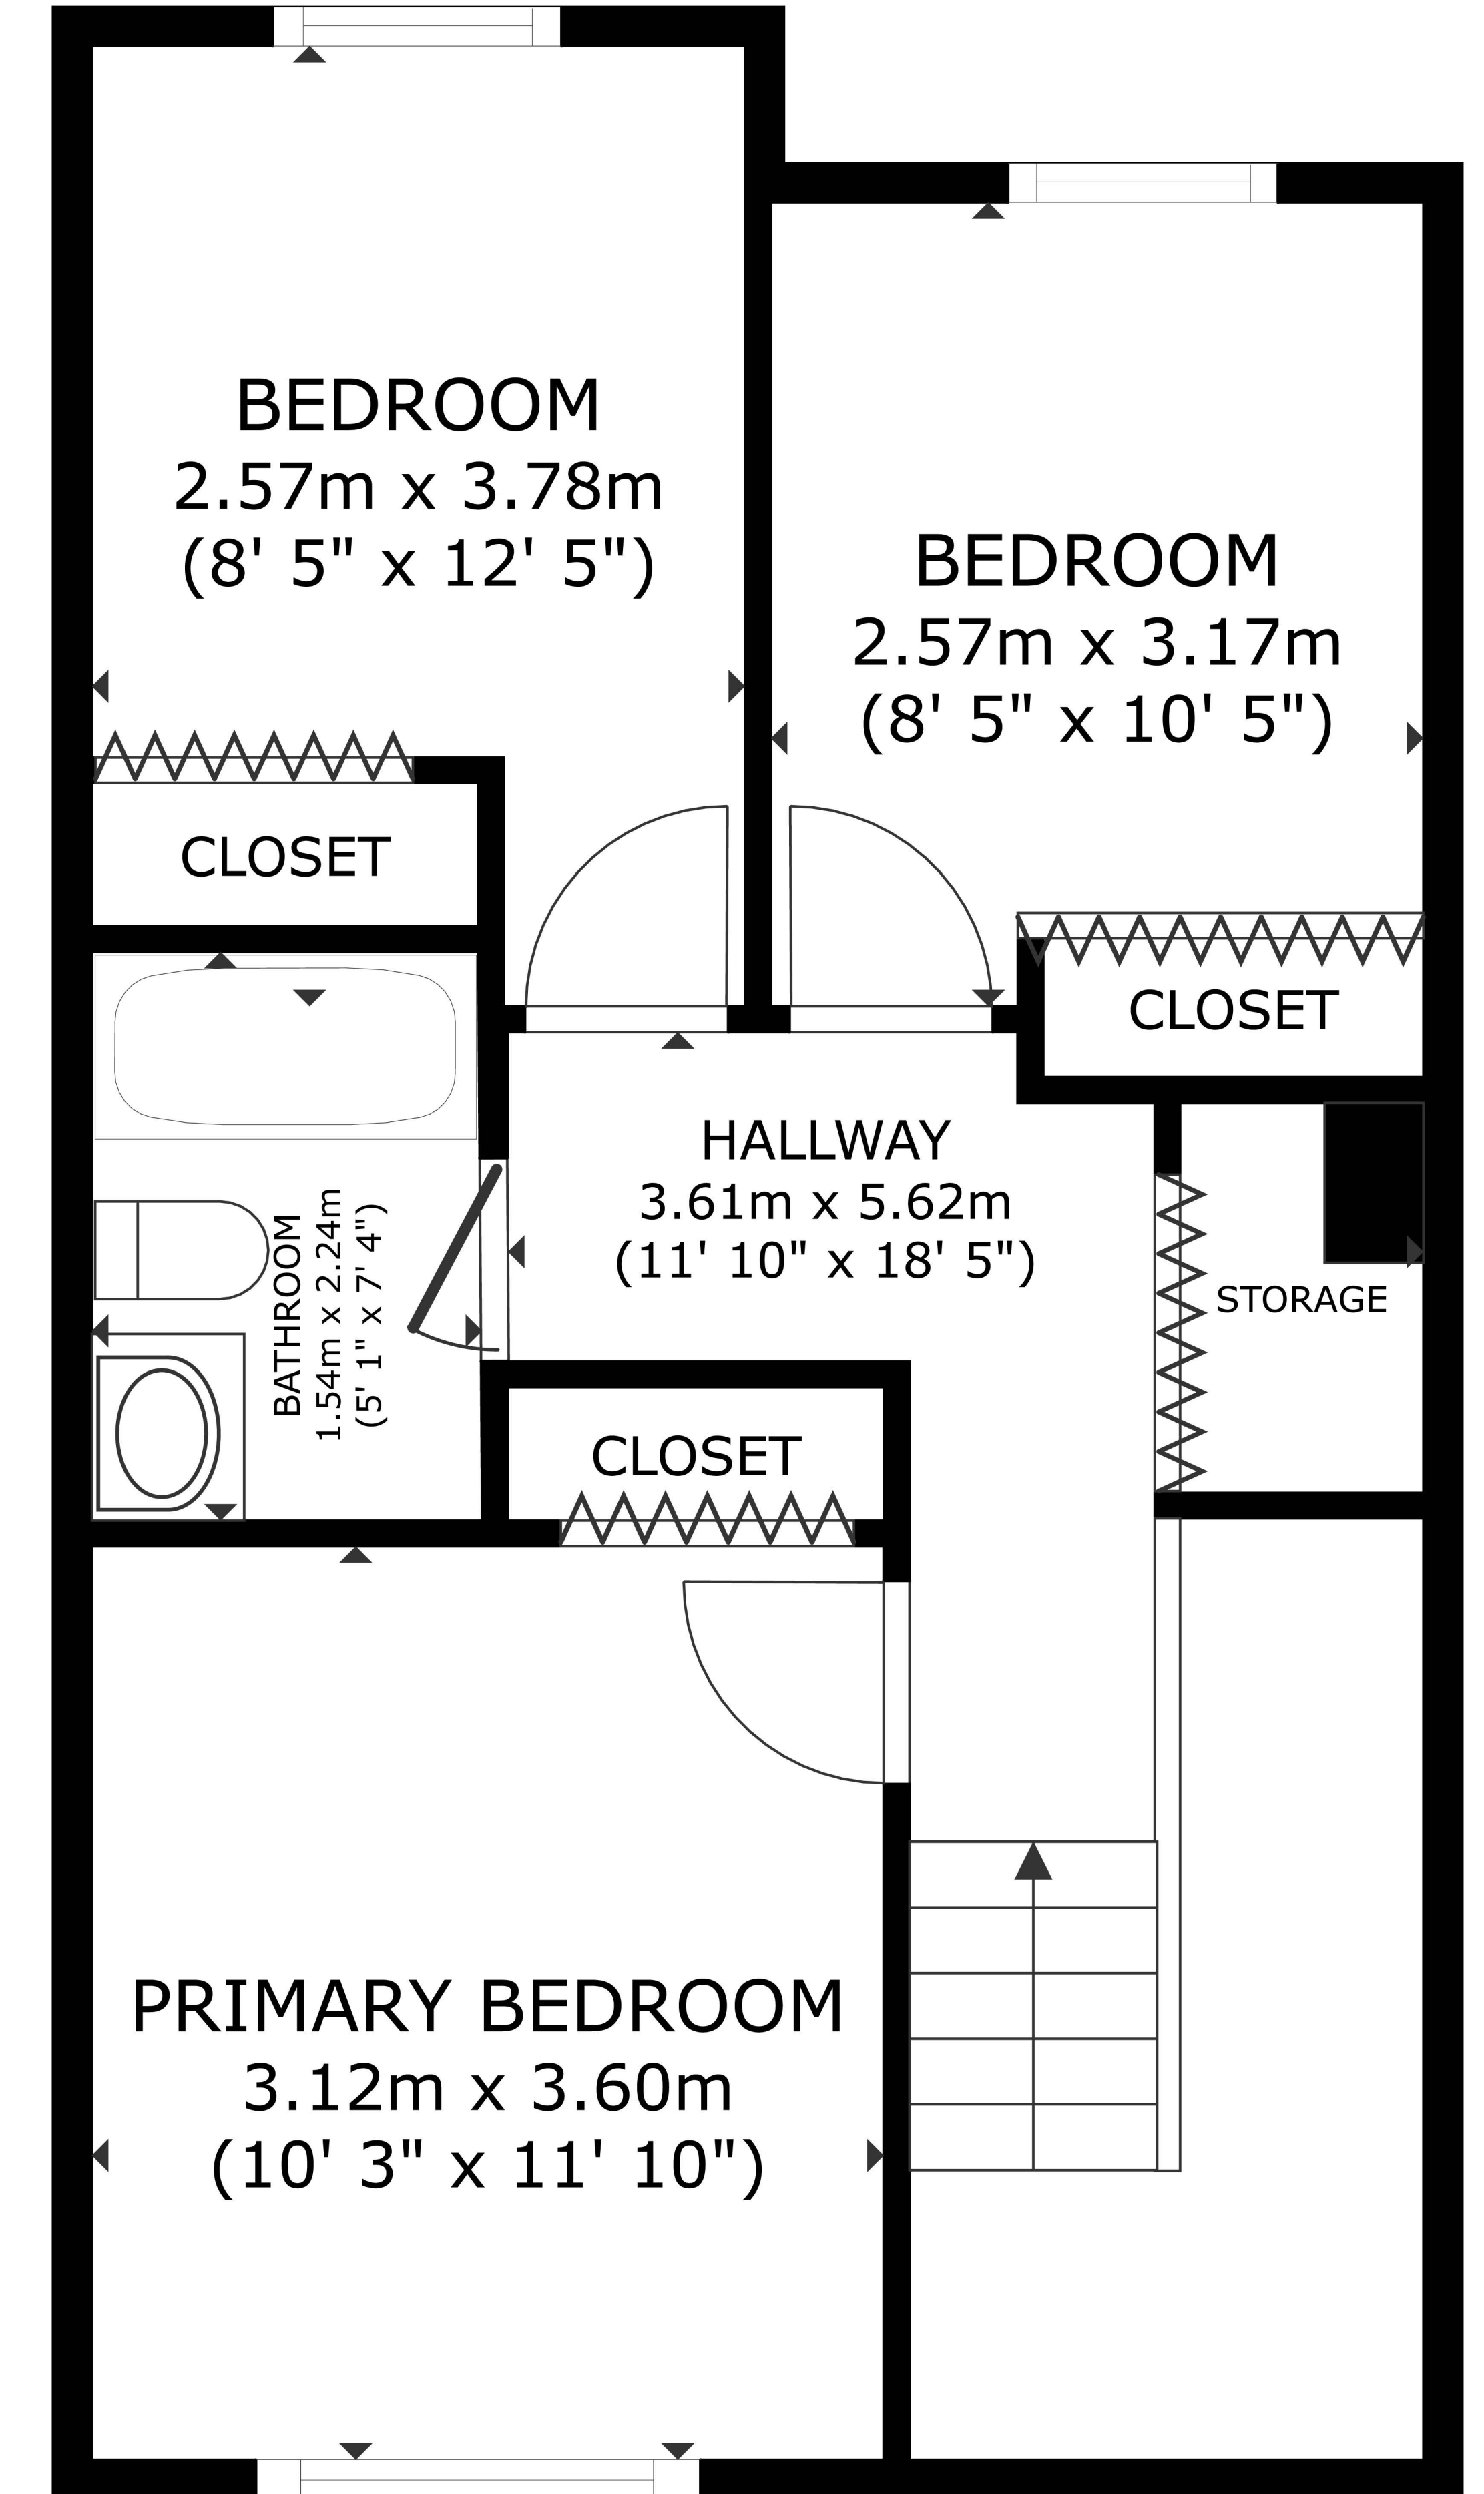 BEDROOM
2.57m x 3.78m
(8' 5" x 12' 5")
BEDROOM
2.57m x 3.17m
(8' 5" x 10' 5")
CLOSET
CLOSET
HALLWAY
3.61m x 5.62m
(11' 10" x 18' 5")
BATHROOM
1.54m x 2.24m
(5' 1" x 7' 4")
STORAGE
CLOSET
PRIMARY BEDROOM
3.12m x 3.60m
(10' 3" x 11' 10")